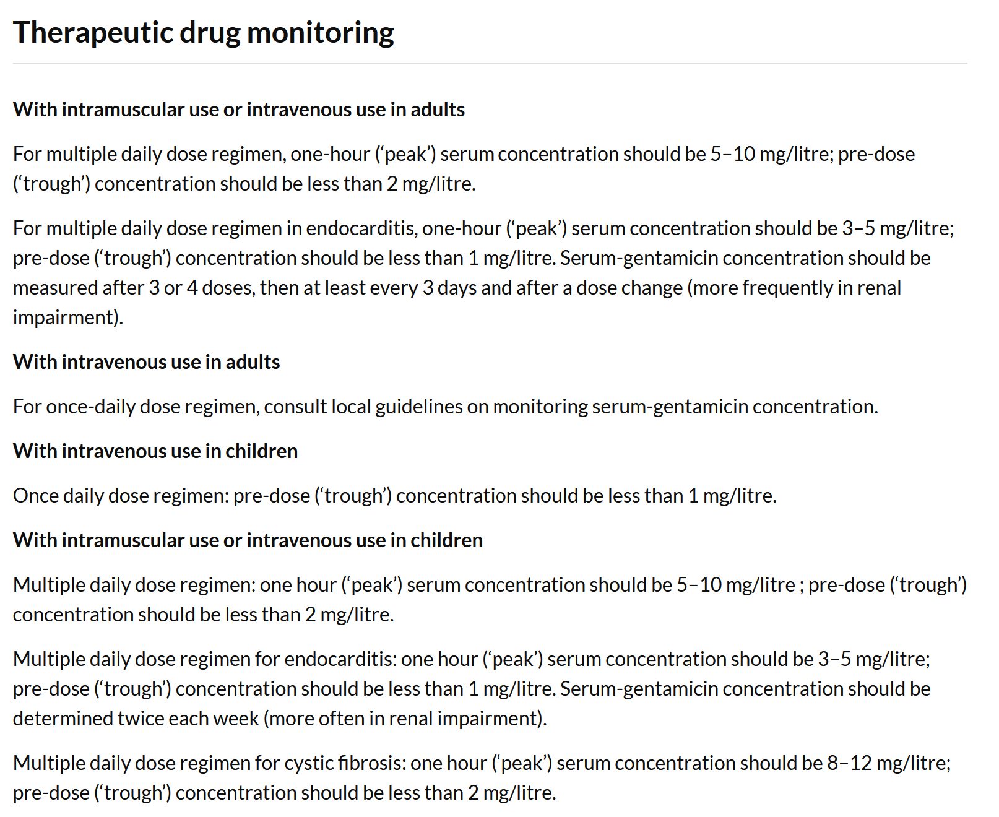 Therapeutic drug monitoring
With intramuscular use or intravenous use in adults
For multiple daily dose regimen, one-hour (‘peak’) serum concentration should be 5–10 mg/litre; pre-dose
(‘trough’) concentration should be less than 2 mg/litre.
For multiple daily dose regimen in endocarditis, one-hour (‘peak’) serum concentration should be 3–5 mg/litre;
pre-dose (‘trough’) concentration should be less than 1 mg/litre. Serum-gentamicin concentration should be
measured after 3 or 4 doses, then at least every 3 days and after a dose change (more frequently in renal
impairment).
With intravenous use in adults
For once-daily dose regimen, consult local guidelines on monitoring serum-gentamicin concentration.
With intravenous use in children
Once daily dose regimen: pre-dose (‘trough’) concentration should be less than 1 mg/litre.
With intramuscular use or intravenous use in children
Multiple daily dose regimen: one hour (‘peak’) serum concentration should be 5–10 mg/litre ; pre-dose (‘trough’)
concentration should be less than 2 mg/litre.
Multiple daily dose regimen for endocarditis: one hour (‘peak’) serum concentration should be 3–5 mg/litre;
pre-dose (‘trough’) concentration should be less than 1 mg/litre. Serum-gentamicin concentration should be
determined twice each week (more often in renal impairment).
Multiple daily dose regimen for cystic fibrosis: one hour (‘peak’) serum concentration should be 8–12 mg/litre;
pre-dose (‘trough’) concentration should be less than 2 mg/litre.